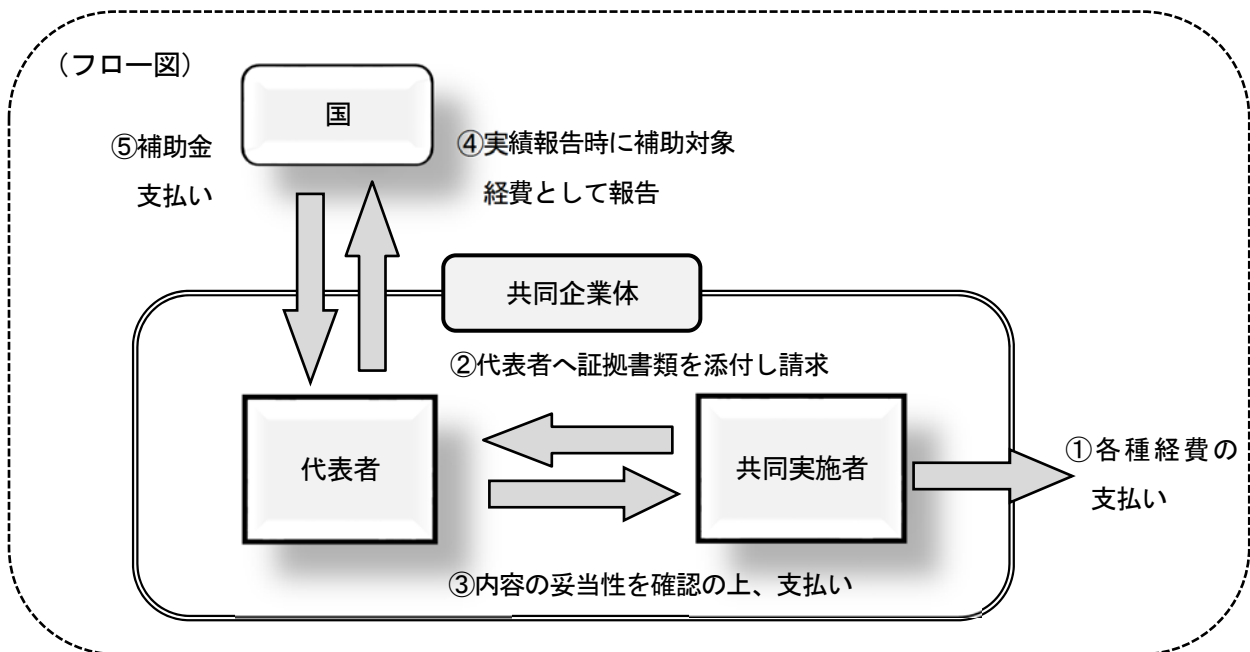 （フロー図）
国
⑤補助金
支払い
④実績報告時に補助対象
経費として報告
共同企業体
②代表者へ証拠書類を添付し請求
代表者
共同実施者
①各種経費の
支払い
③内容の妥当性を確認の上、支払い